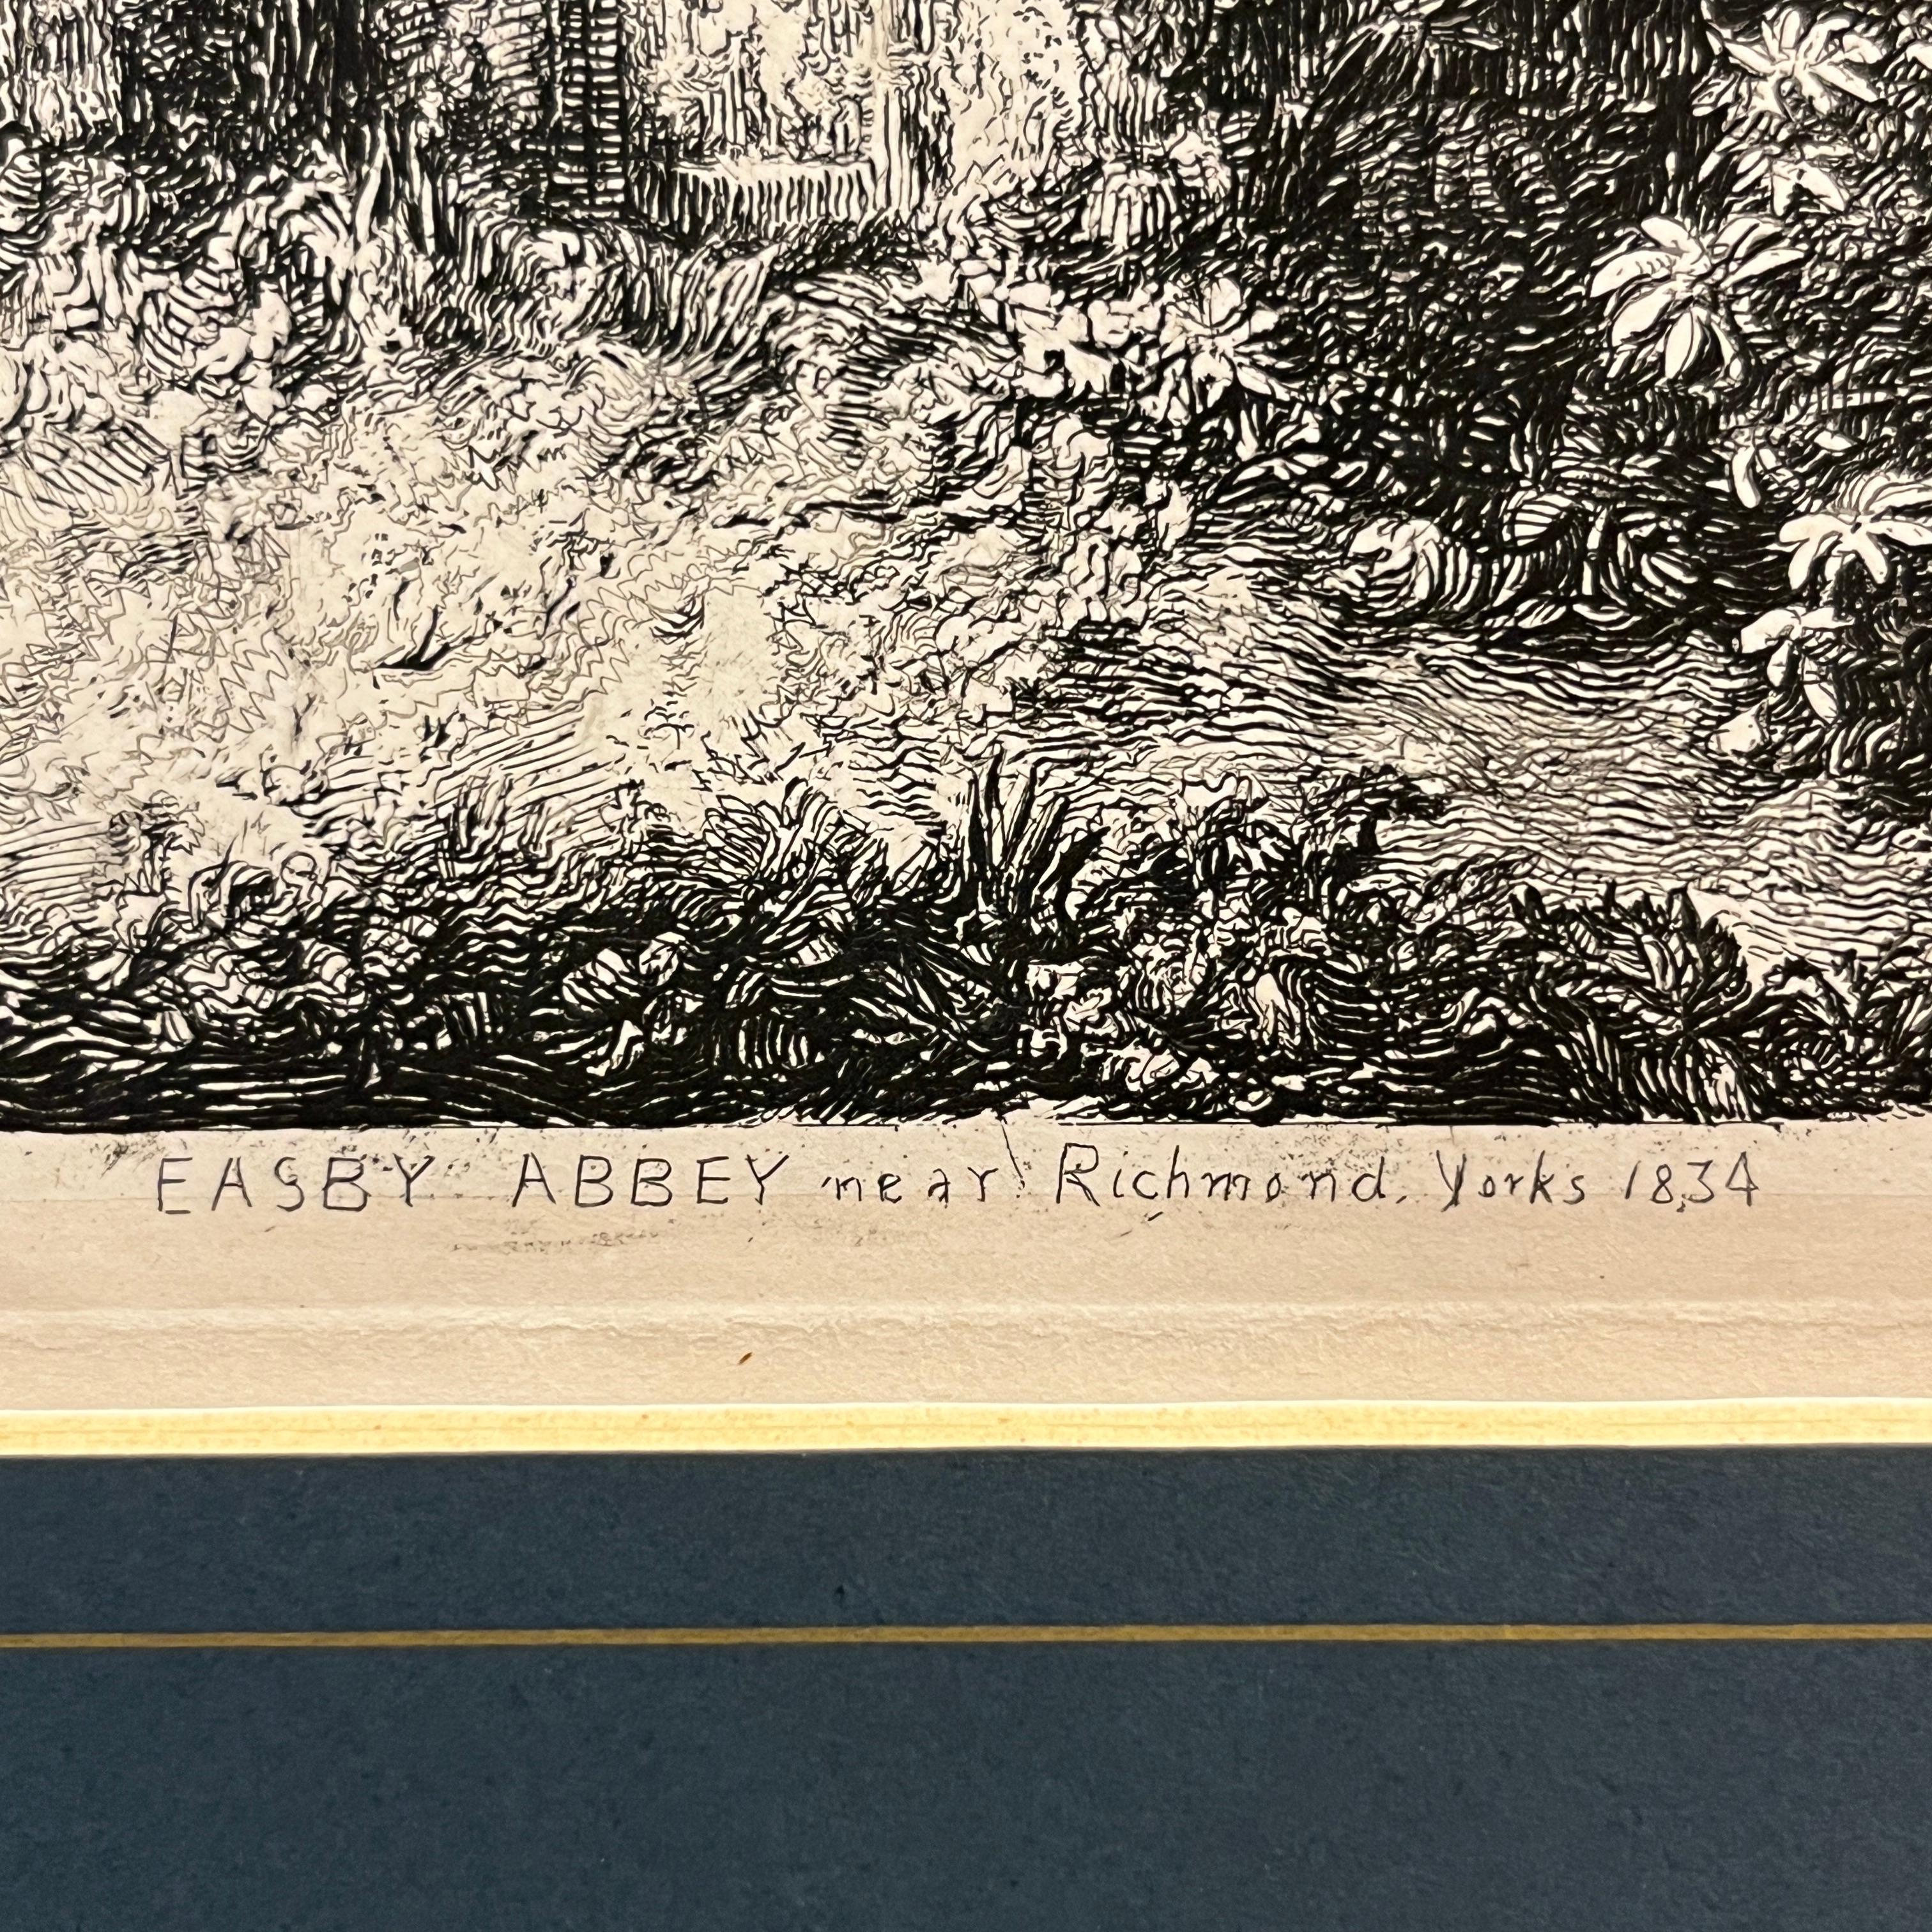 EASBY ABBEY near Richmond. Yorks 1834